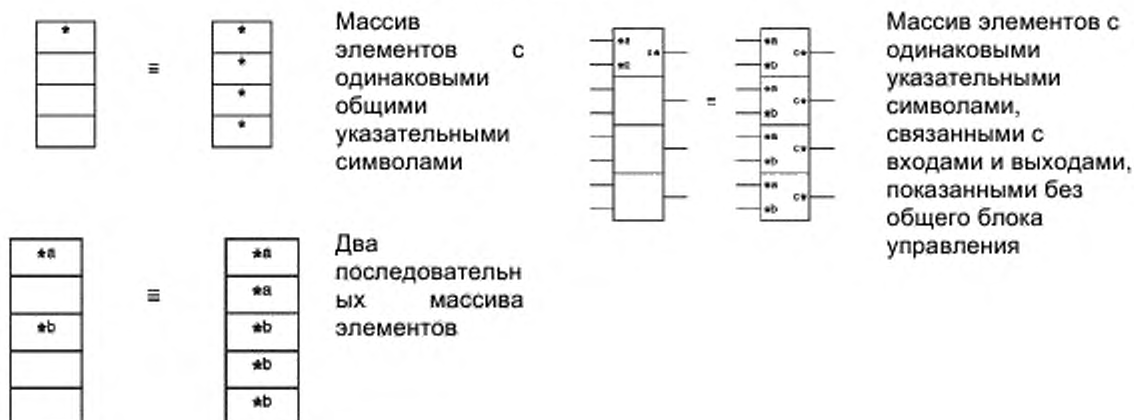 *
≡
*
*
*
*
Массив
элементов с
одинаковыми
общими
указательными
символами
*a
≡
*a
*a
*b
*b
*b
*b
Два
последовательн
ых массива
элементов
*a
*a
c*
*b
*a
c*
*b
*a
c*
*b
*a
c*
*b
Массив элементов с
одинаковыми
указательными
символами,
связанными с
входами и выходами,
показанными без
общего блока
управления